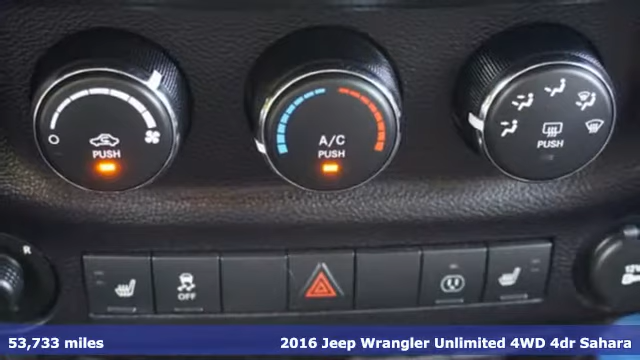 A/C
PUSH PUSH PUSH
R
OFF
53,733 miles 2016 Jeep Wrangler Unlimited 4WD 4dr Sahara